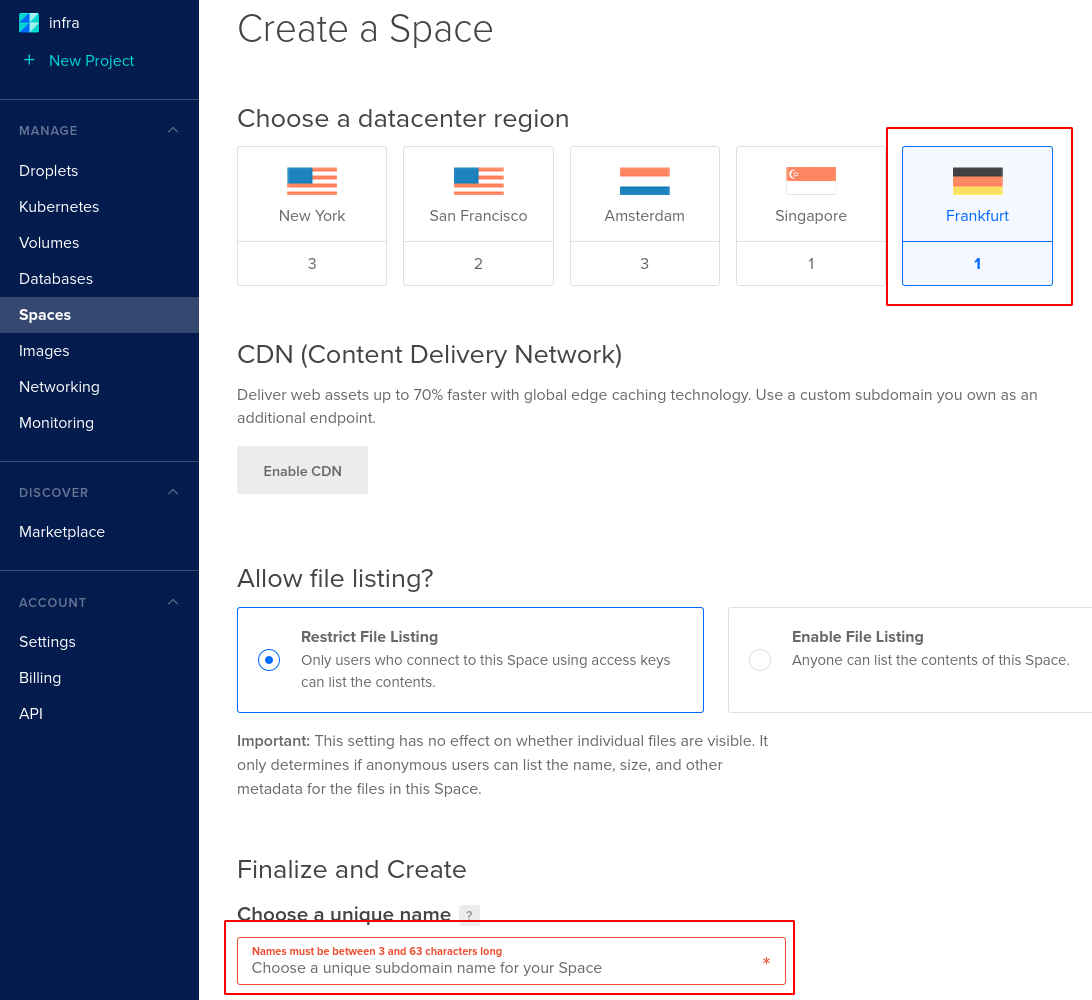 infra
+ New Project
MANAGE
Droplets
Kubernetes
Volumes
Databases
Spaces
Images
Networking
Monitoring
DISCOVER
Marketplace
ACCOUNT
Settings
Billing
API
Create a Space
Choose a datacenter region
New York
3
San Francisco
2
Amsterdam
3
Singapore
1
Frankfurt
1
CDN (Content Delivery Network)
Deliver web assets up to 70% faster with global edge caching technology. Use a custom subdomain you own as an
additional endpoint.
Enable CDN
Allow file listing?
Restrict File Listing
Only users who connect to this Space using access keys
can list the contents.
Enable File Listing
Anyone can list the contents of this Space.
Important: This setting has no effect on whether individual files are visible. It
only determines if anonymous users can list the name, size, and other
metadata for the files in this Space.
Finalize and Create
Choose a unique name ?
Names must be between 3 and 63 characters long
Choose a unique subdomain name for your Space *